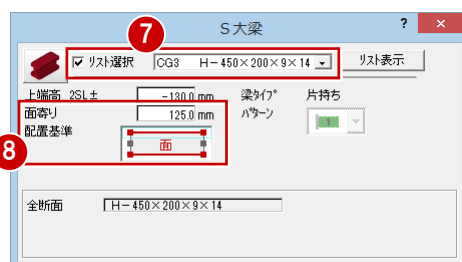 S大梁
?
×
7
リスト選択
CG3 H-450×200×9×14
リスト表示
上端高 2SL±
-130.0 mm
梁ﾀｲﾌﾟ
片持ち
面寄り
125.0 mm
ﾊﾟﾀｰﾝ
1
配置基準
面
8
全断面
H-450×200×9×14